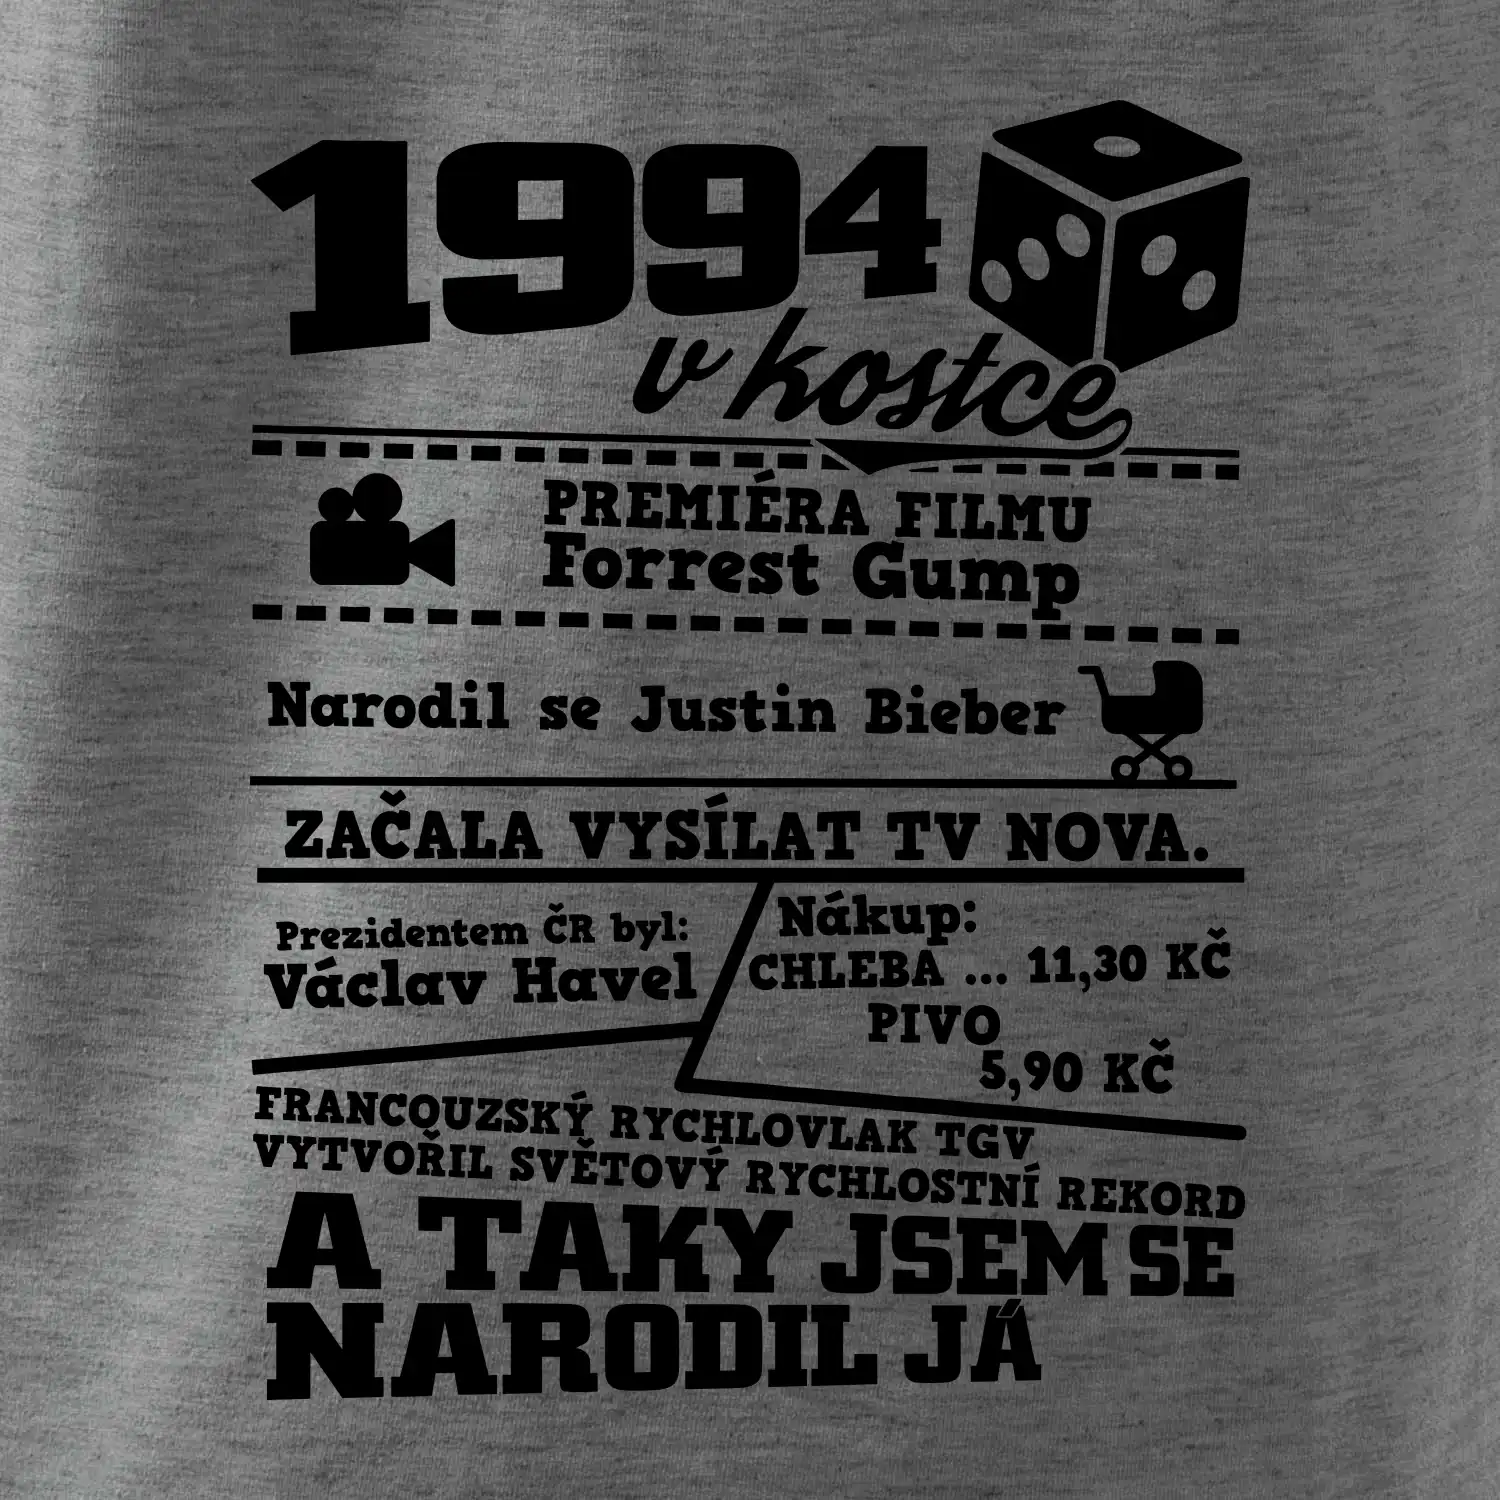 1994
v kostce
PREMIÉRA FILMU
Forrest Gump
Narodil se Justin Bieber
ZAČALA VYSÍLAT TV NOVA.
Prezidentem ČR byl:
Václav Havel
Nákup:
CHLEBA ... 11,30 KČ
PIVO
5,90 KČ
FRANCOUZSKÝ RYCHLOVLAK TGV
VYTVOŘIL SVĚTOVÝ RYCHLOSTNÍ REKORD
A TAKY JSEM SE
NARODIL JÁ